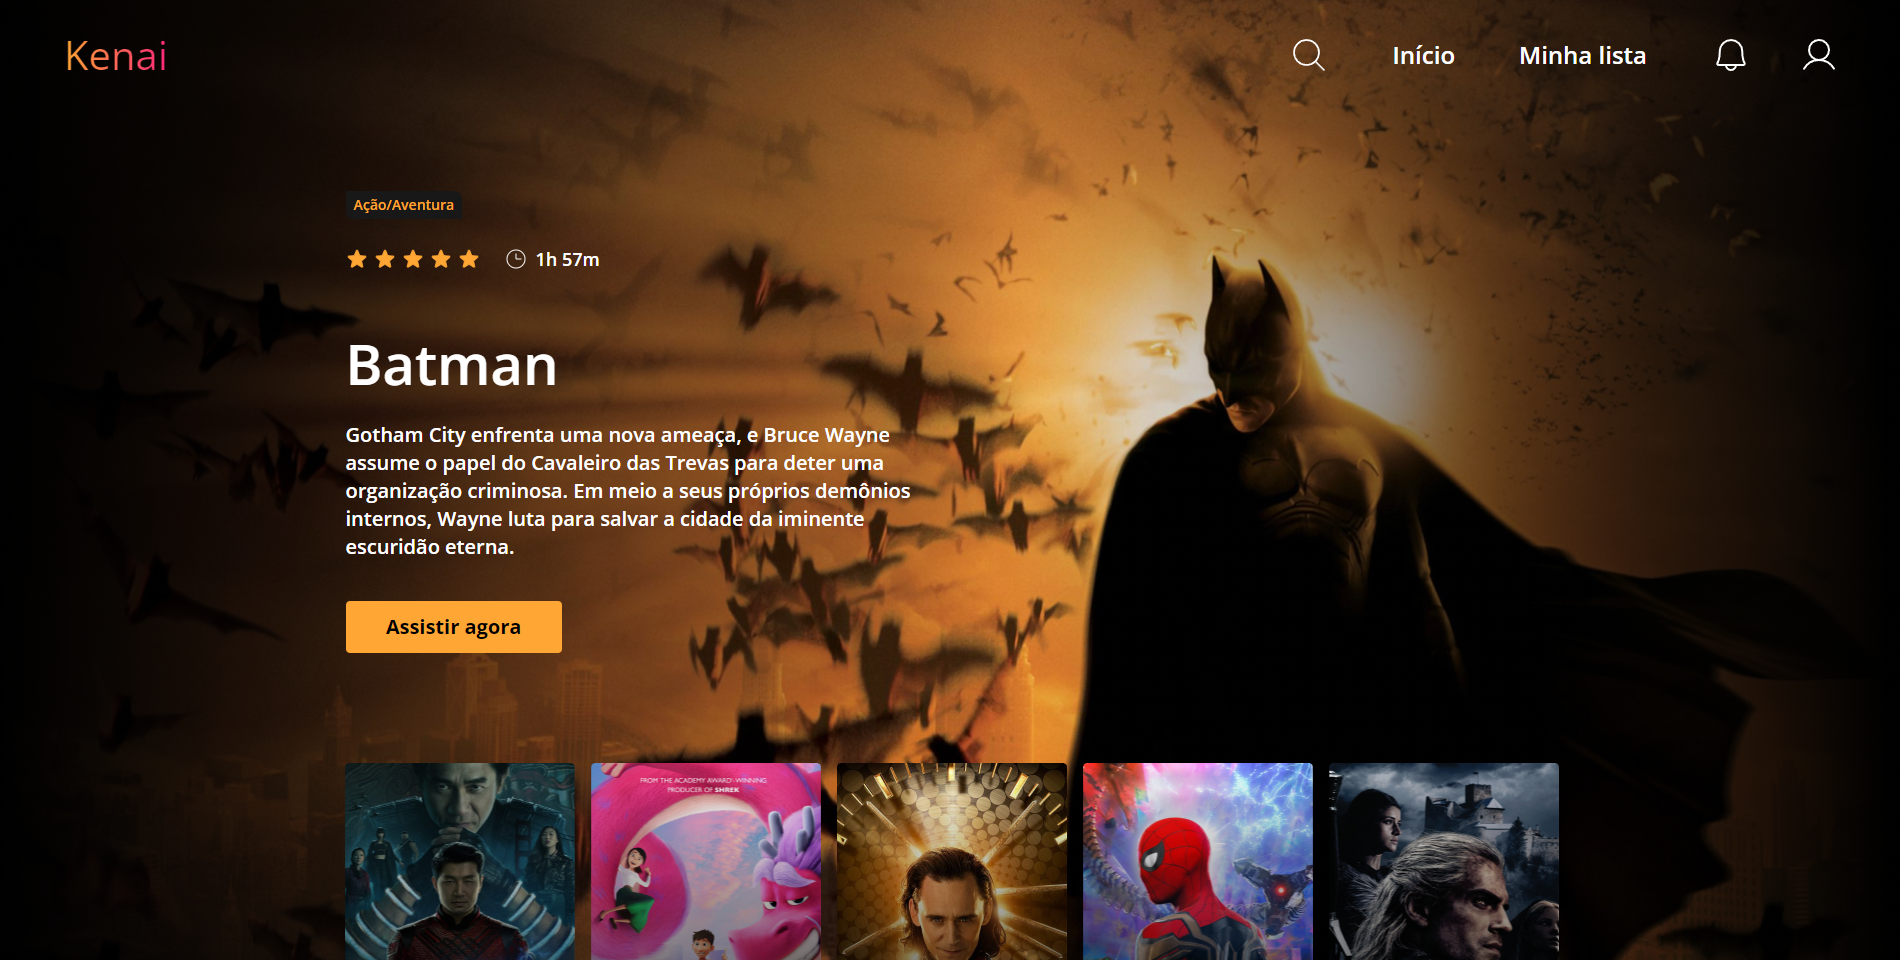 Kenai
Início
Minha lista
Ação/Aventura
1h 57m
Batman
Gotham City enfrenta uma nova ameaça, e Bruce Wayne
assume o papel do Cavaleiro das Trevas para deter uma
organização criminosa. Em meio a seus próprios demônios
internos, Wayne luta para salvar a cidade da iminente
escuridão eterna.
Assistir agora
FROM THE ACADEMY AWARD®-WINNING
PRODUCER OF SHREK